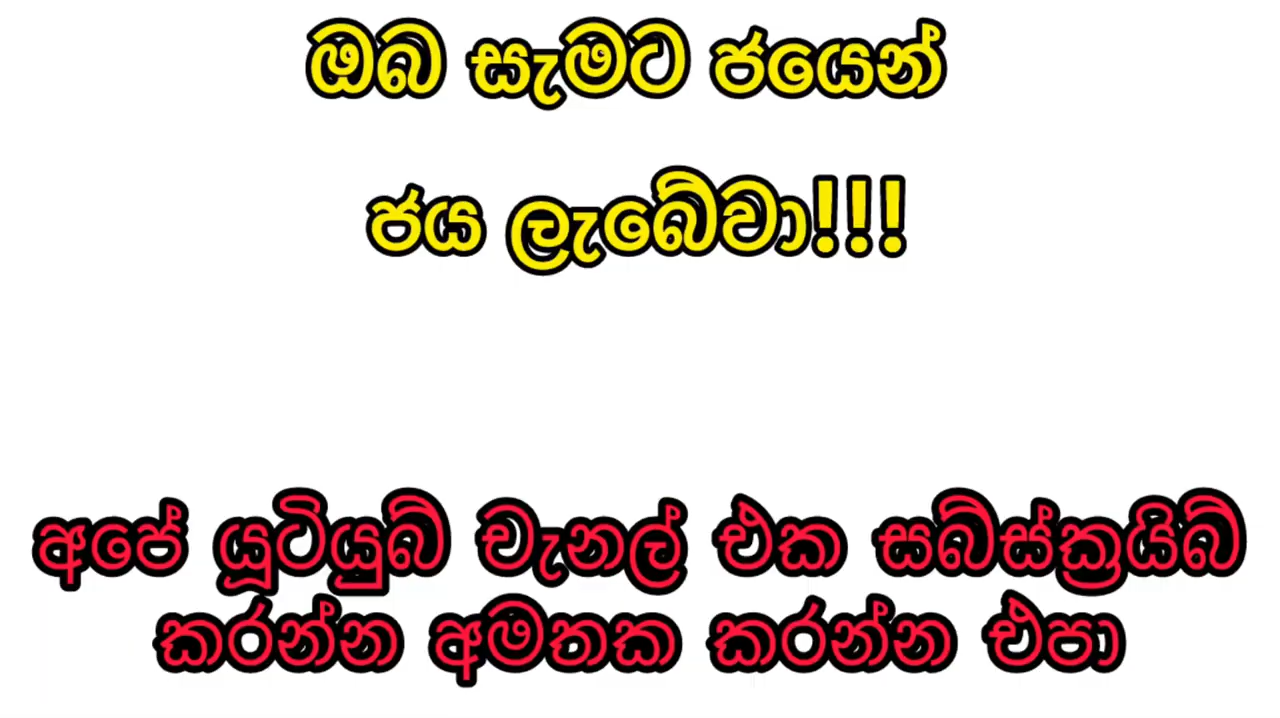 ඔබ සැමට ජයෙන්
ජය ලැබේවා!!!
අපේ යූටියුබ් චැනල් එක සබ්ස්ක්‍රයිබ්
කරන්න අමතක කරන්න එපා